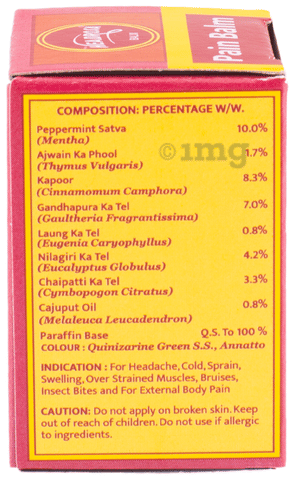 BALM
Pain Balm
COMPOSITION: PERCENTAGE W/W.
Peppermint Satva 10.0%
(Mentha)
Ajwain Ka Phool 1.7%
(Thymus Vulgaris)
Kapoor 8.3%
(Cinnamomum Camphora)
Gandhapura Ka Tel 7.0%
(Gaultheria Fragrantissima)
Laung Ka Tel 0.8%
(Eugenia Caryophyllus)
Nilagiri Ka Tel 4.2%
(Eucalyptus Globulus)
Chaipatti Ka Tel 3.3%
(Cymbopogon Citratus)
Cajuput Oil 0.8%
(Melaleuca Leucadendron)
Paraffin Base Q.S. To 100 %
COLOUR : Quinizarine Green S.S., Annatto
INDICATION : For Headache, Cold, Sprain,
Swelling, Over Strained Muscles, Bruises,
Insect Bites and For External Body Pain
CAUTION: Do not apply on broken skin. Keep
out of reach of children. Do not use if allergic
to ingredients.
© 1mg